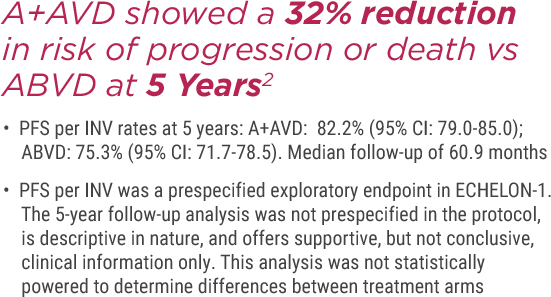 A+AVD showed a 32% reduction
in risk of progression or death vs
ABVD at 5 Years²
• PFS per INV rates at 5 years: A+AVD:  82.2% (95% CI: 79.0-85.0);
ABVD: 75.3% (95% CI: 71.7-78.5). Median follow-up of 60.9 months
• PFS per INV was a prespecified exploratory endpoint in ECHELON-1.
The 5-year follow-up analysis was not prespecified in the protocol,
is descriptive in nature, and offers supportive, but not conclusive,
clinical information only. This analysis was not statistically
powered to determine differences between treatment arms